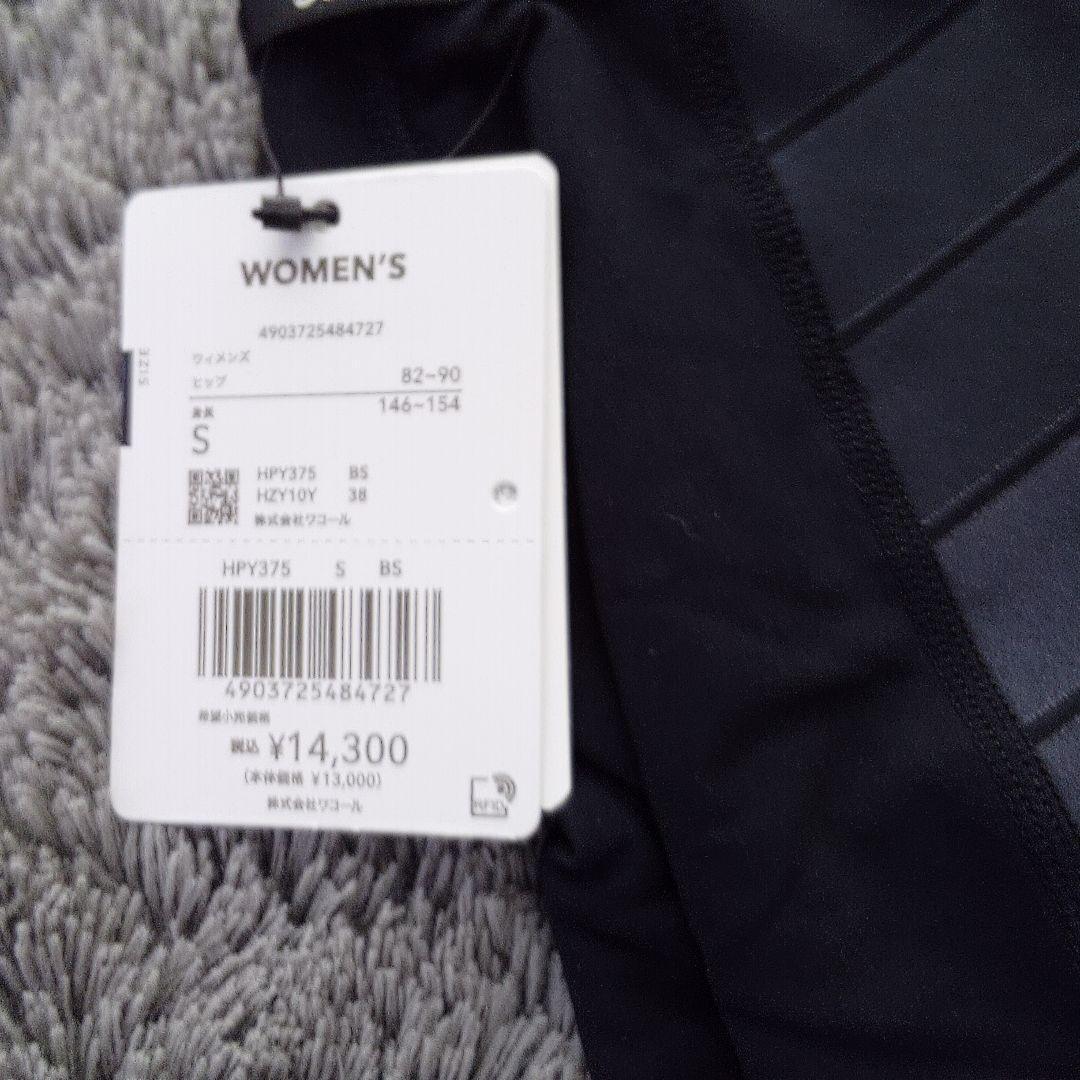 WOMEN'S
4903725484727
SIZE
ウィメンズ
ヒップ 82~90
身長 146~154
S
HPY375 BS
HZY10Y 38
株式会社ワコール
HPY375 S BS
4903725484727
希望小売価格
税込 ¥14,300
(本体価格 ¥13,000)
株式会社ワコール
RFID